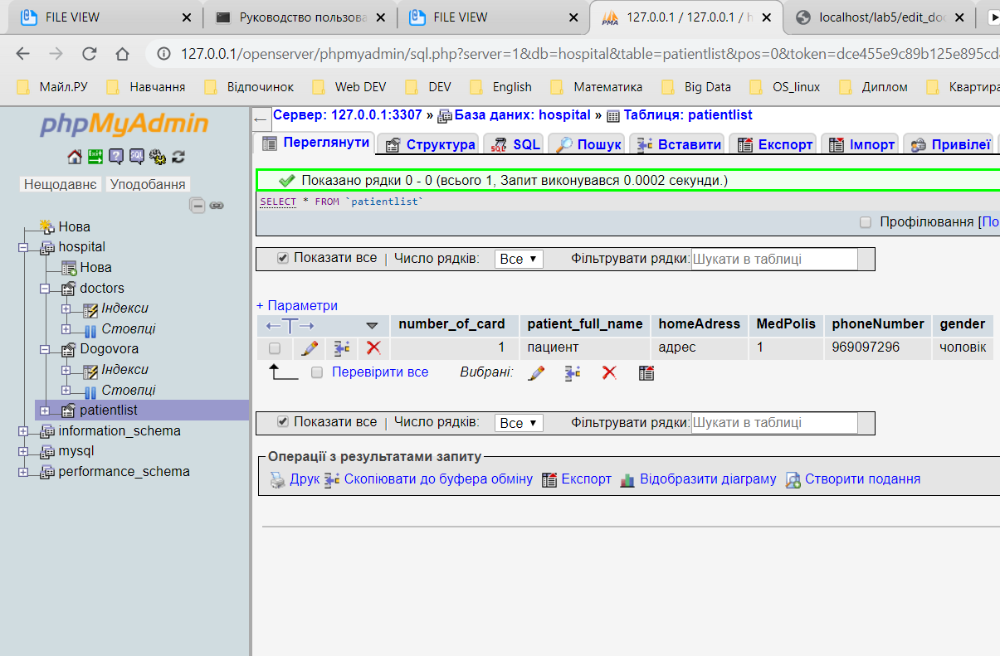 FILE VIEW
Руководство пользова
FILE VIEW
127.0.0.1 / 127.0.0.1 / h
localhost/lab5/edit_do
127.0.0.1/openserver/phpmyadmin/sql.php?server=1&db=hospital&table=patientlist&pos=0&token=dce455e9c89b125e895cd
Майл.РУ Навчання Відпочинок Web DEV DEV English Математика Big Data OS_linux Диплом Квартира
phpMyAdmin
Нещодавнє Уподобання
Нова
hospital
Нова
doctors
Індекси
Стовпці
Dogovora
Індекси
Стовпці
patientlist
information_schema
mysql
performance_schema
Сервер: 127.0.0.1:3307 » База даних: hospital » Таблиця: patientlist
Переглянути Структура SQL Пошук Вставити Експорт Імпорт Привілеї
Показано рядки 0 - 0 (всього 1, Запит виконувався 0.0002 секунди.)
SELECT * FROM `patientlist`
Профілювання [По
Показати все | Число рядків: Все Фільтрувати рядки: Шукати в таблиці
+ Параметри
number_of_card patient_full_name homeAdress MedPolis phoneNumber gender
1 пациент адрес 1 969097296 чоловік
Перевірити все Вибрані:
Показати все | Число рядків: Все Фільтрувати рядки: Шукати в таблиці
Операції з результатами запиту
Друк Скопіювати до буфера обміну Експорт Відобразити діаграму Створити подання